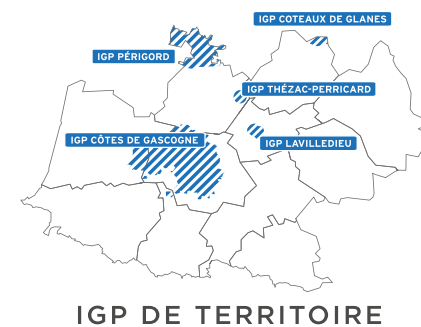 IGP COTEAUX DE GLANES
IGP PÉRIGORD
IGP THÉZAC-PERRICARD
IGP CÔTES DE GASCOGNE
IGP LAVILLEDIEU
IGP DE TERRITOIRE